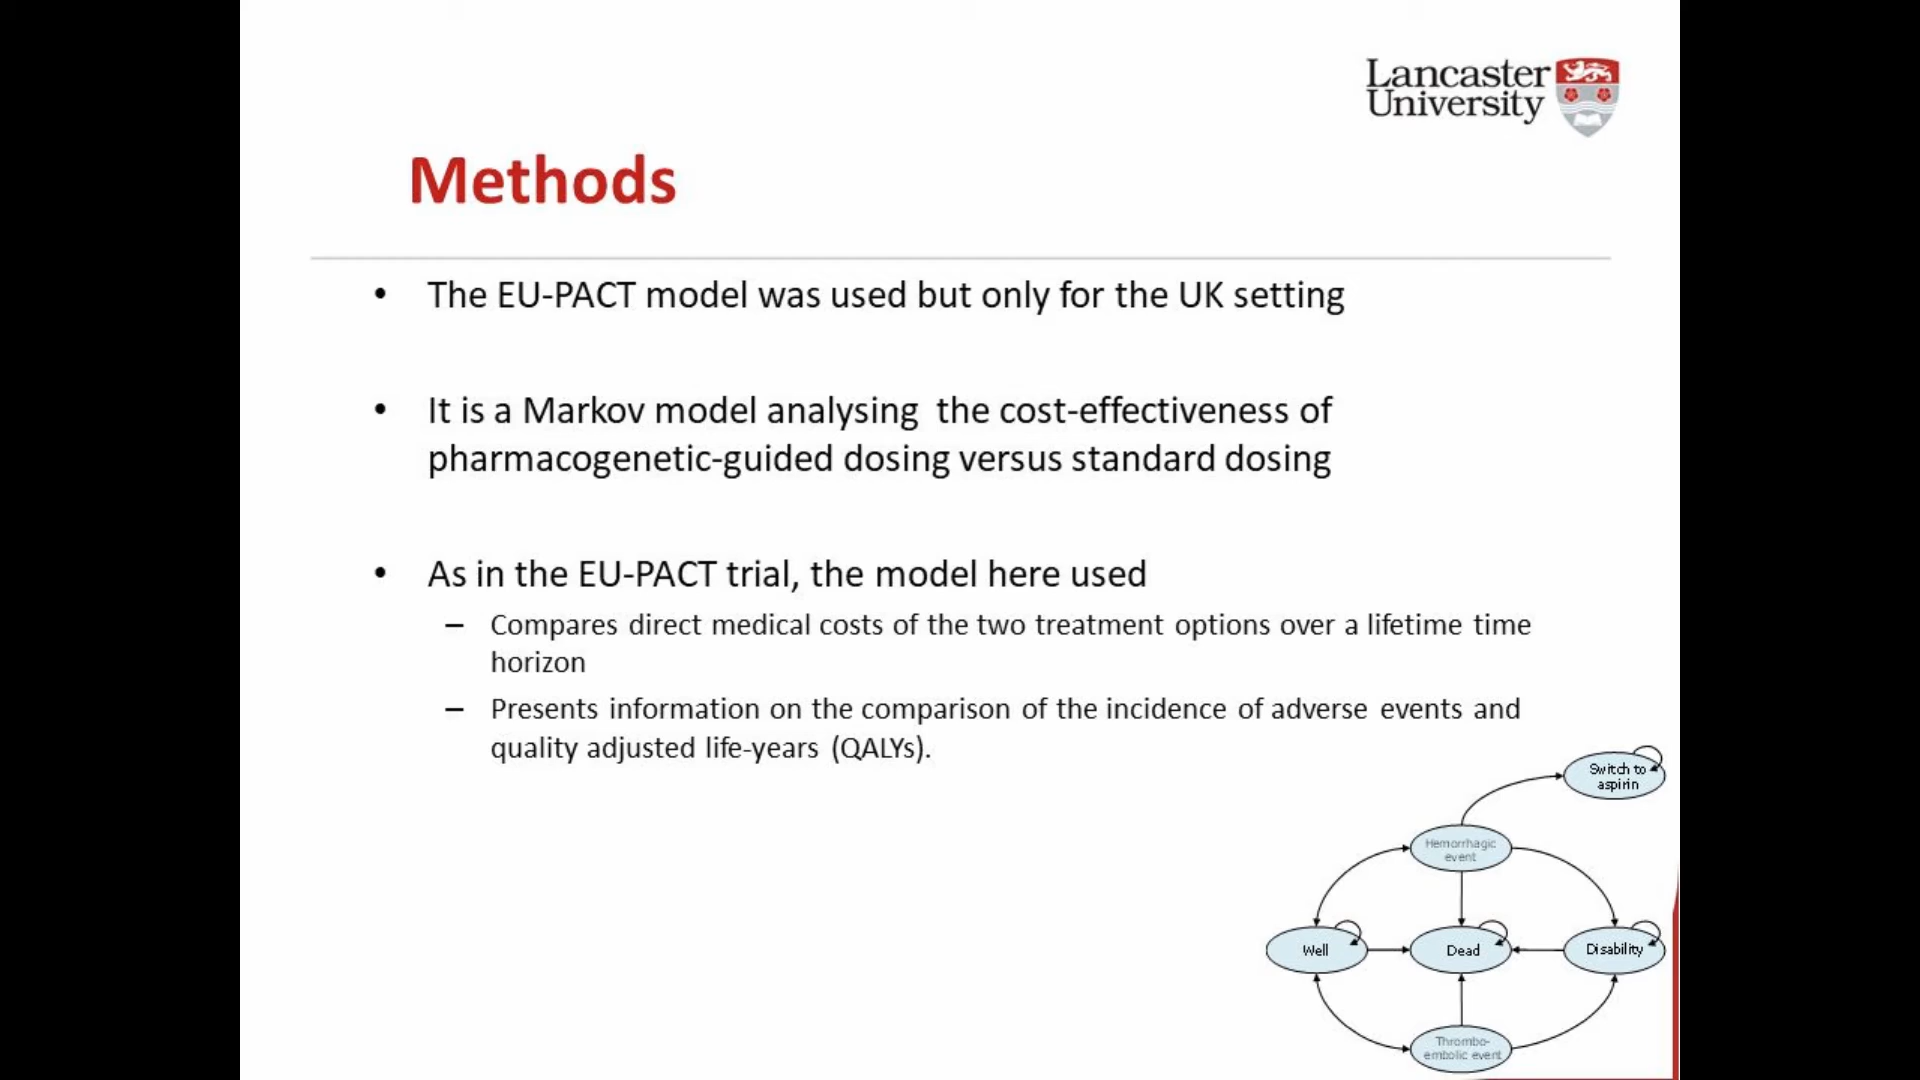 Lancaster
University
Methods
• The EU-PACT model was used but only for the UK setting
• It is a Markov model analysing the cost-effectiveness of
pharmacogenetic-guided dosing versus standard dosing
• As in the EU-PACT trial, the model here used
– Compares direct medical costs of the two treatment options over a lifetime time
horizon
– Presents information on the comparison of the incidence of adverse events and
quality adjusted life-years (QALYs).
Switch to
aspirin
Hemorrhagic
event
Well
Dead
Disability
Thrombo-
embolic event